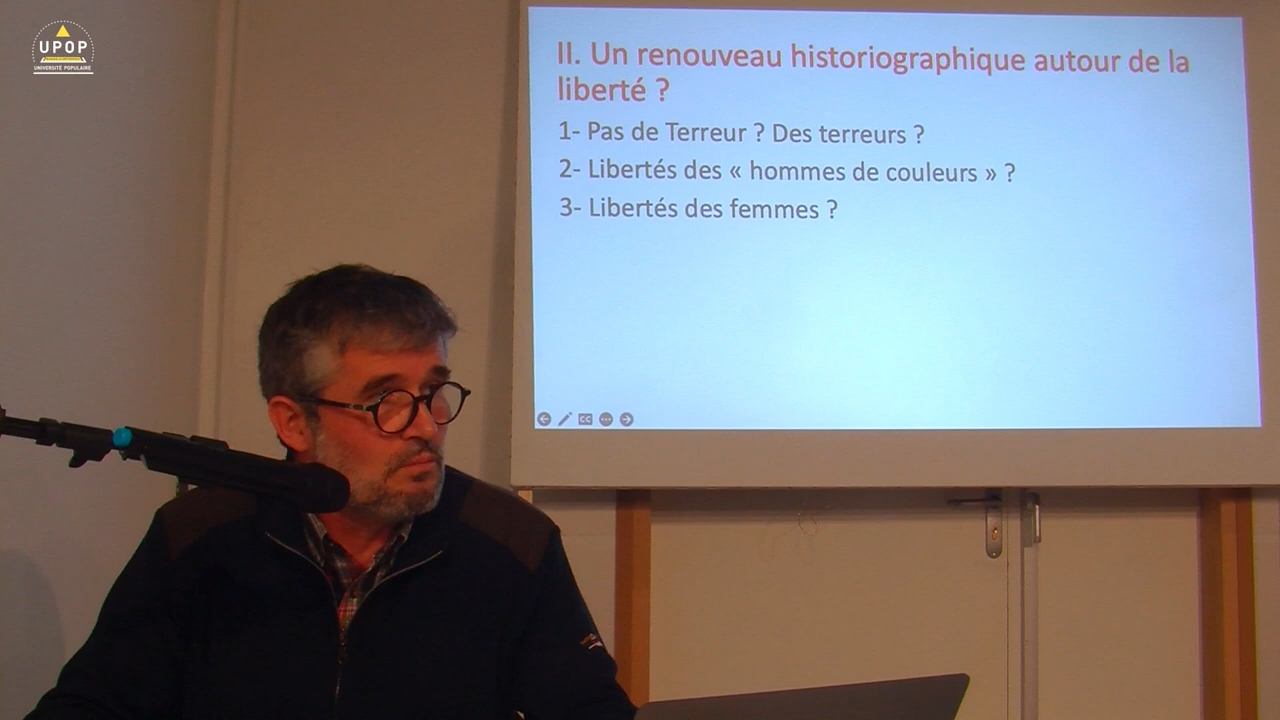 UPOP
UNIVERSITÉ POPULAIRE
II. Un renouveau historiographique autour de la
liberté ?
1- Pas de Terreur ? Des terreurs ?
2- Libertés des « hommes de couleurs » ?
3- Libertés des femmes ?
CC